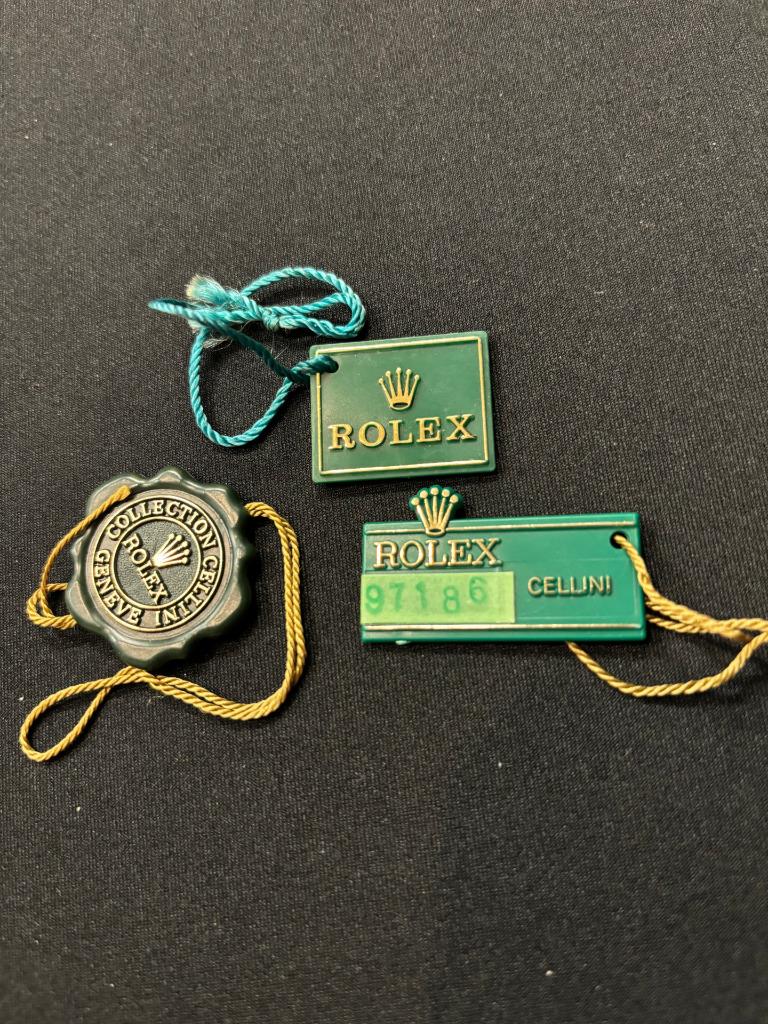 ROLEX
COLLECTION CELLINI
GENEVE
ROLEX
ROLEX
97186
CELLINI